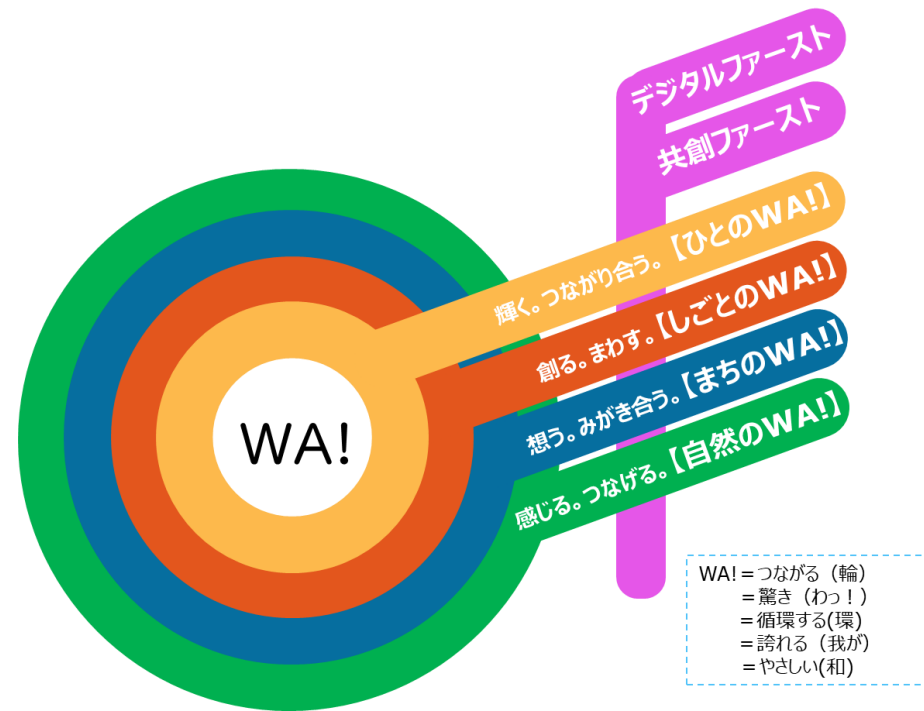 デジタルファースト
共創ファースト
輝く。つながり合う。【ひとのWA!】
創る。まわす。【しごとのWA!】
想う。みがき合う。【まちのWA!】
感じる。つなげる。【自然のWA!】
WA!
WA!＝つながる（輪）
＝驚き（わっ！）
＝循環する(環)
＝誇れる（我が）
＝やさしい(和)